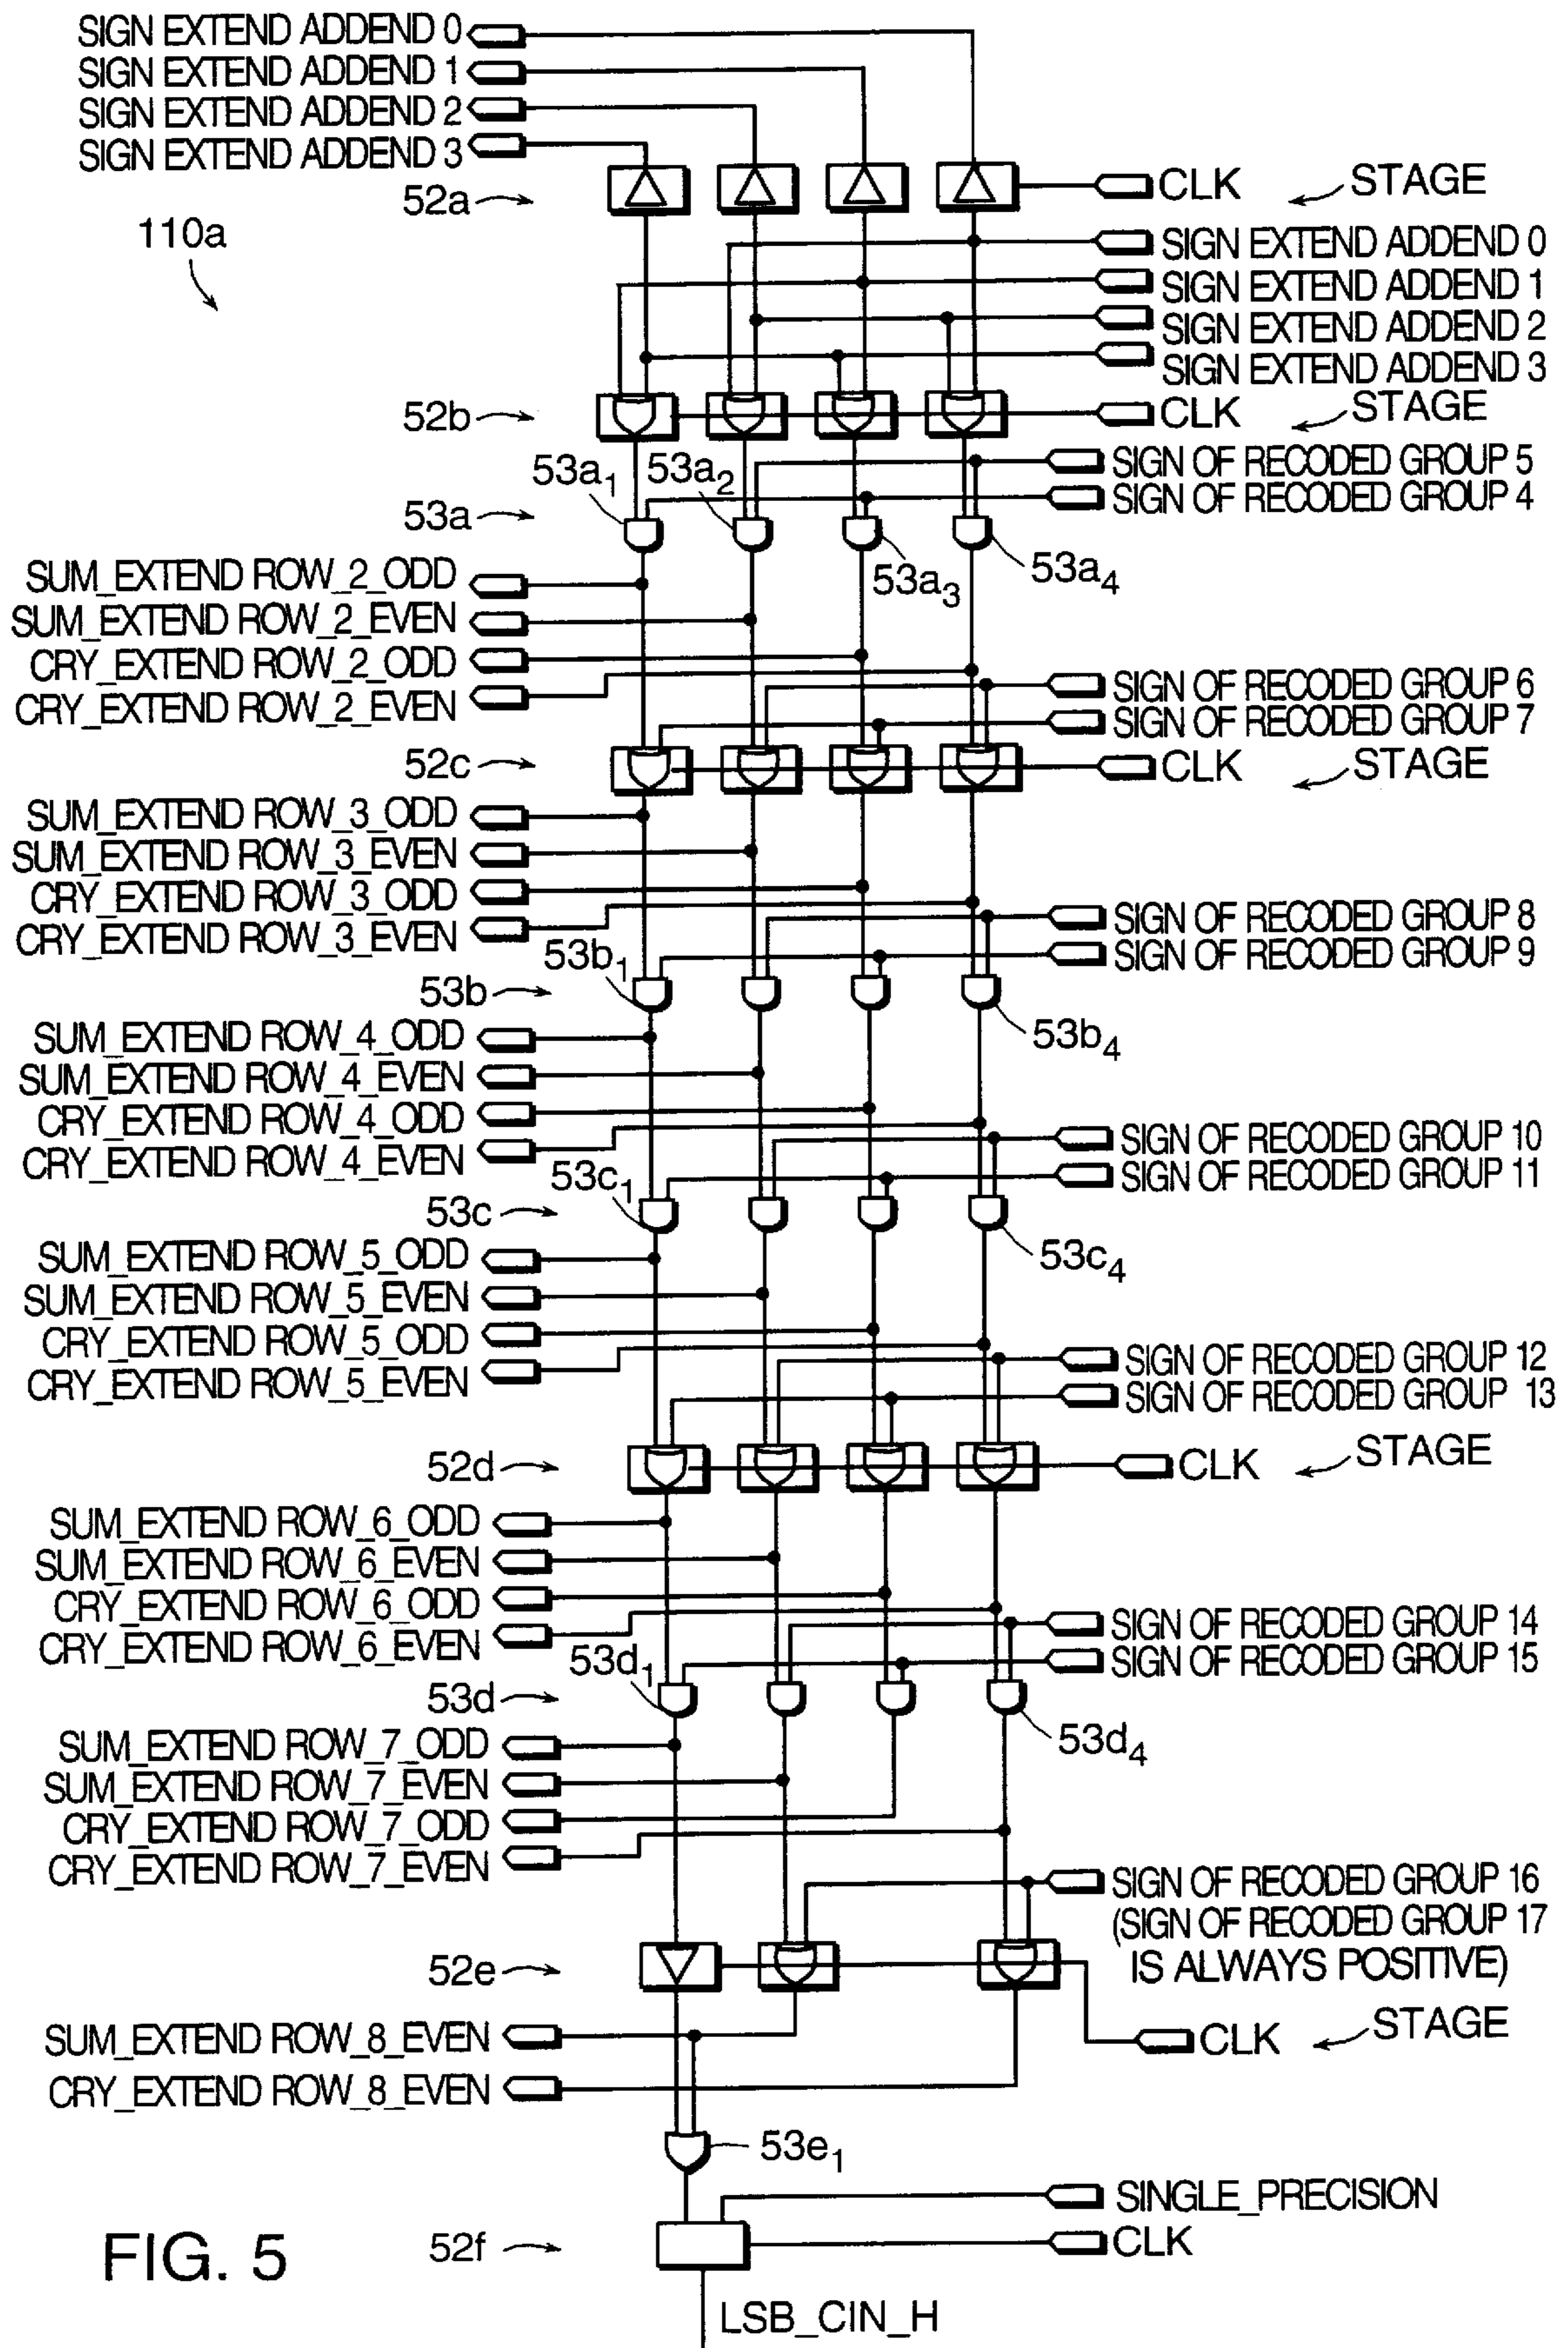 SIGN EXTEND ADDEND 0
SIGN EXTEND ADDEND 1
SIGN EXTEND ADDEND 2
SIGN EXTEND ADDEND 3
52a
CLK
STAGE
110a
SIGN EXTEND ADDEND 0
SIGN EXTEND ADDEND 1
SIGN EXTEND ADDEND 2
SIGN EXTEND ADDEND 3
52b
CLK
STAGE
53a1
53a2
SIGN OF RECODED GROUP 5
SIGN OF RECODED GROUP 4
53a
53a3
53a4
SUM_EXTEND ROW_2_ODD
SUM_EXTEND ROW_2_EVEN
CRY_EXTEND ROW_2_ODD
CRY_EXTEND ROW_2_EVEN
SIGN OF RECODED GROUP 6
SIGN OF RECODED GROUP 7
52c
CLK
STAGE
SUM_EXTEND ROW_3_ODD
SUM_EXTEND ROW_3_EVEN
CRY_EXTEND ROW_3_ODD
CRY_EXTEND ROW_3_EVEN
SIGN OF RECODED GROUP 8
SIGN OF RECODED GROUP 9
53b1
53b
53b4
SUM_EXTEND ROW_4_ODD
SUM_EXTEND ROW_4_EVEN
CRY_EXTEND ROW_4_ODD
CRY_EXTEND ROW_4_EVEN
SIGN OF RECODED GROUP 10
SIGN OF RECODED GROUP 11
53c1
53c
53c4
SUM_EXTEND ROW_5_ODD
SUM_EXTEND ROW_5_EVEN
CRY_EXTEND ROW_5_ODD
CRY_EXTEND ROW_5_EVEN
SIGN OF RECODED GROUP 12
SIGN OF RECODED GROUP 13
52d
CLK
STAGE
SUM_EXTEND ROW_6_ODD
SUM_EXTEND ROW_6_EVEN
CRY_EXTEND ROW_6_ODD
CRY_EXTEND ROW_6_EVEN
SIGN OF RECODED GROUP 14
SIGN OF RECODED GROUP 15
53d1
53d
53d4
SUM_EXTEND ROW_7_ODD
SUM_EXTEND ROW_7_EVEN
CRY_EXTEND ROW_7_ODD
CRY_EXTEND ROW_7_EVEN
SIGN OF RECODED GROUP 16
(SIGN OF RECODED GROUP 17
IS ALWAYS POSITIVE)
52e
CLK
STAGE
SUM_EXTEND ROW_8_EVEN
CRY_EXTEND ROW_8_EVEN
53e1
SINGLE_PRECISION
CLK
52f
FIG. 5
LSB_CIN_H